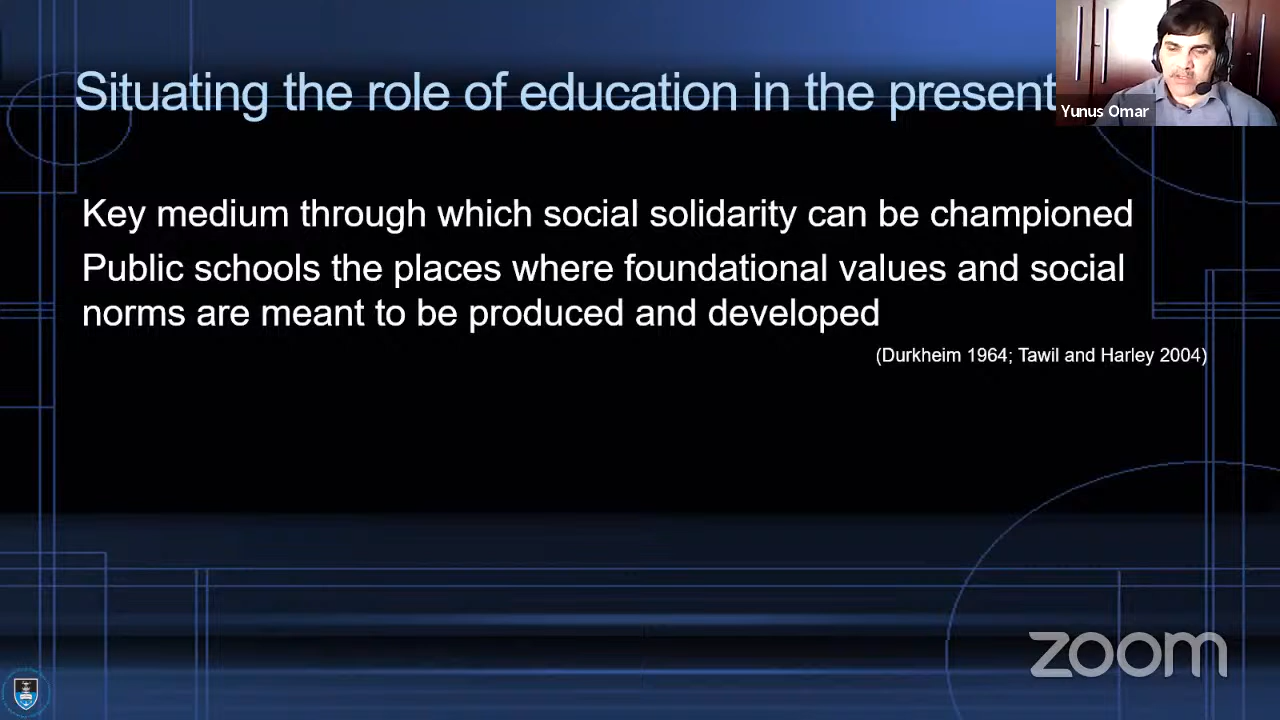 Situating the role of education in the present
Yunus Omar
Key medium through which social solidarity can be championed
Public schools the places where foundational values and social
norms are meant to be produced and developed
(Durkheim 1964; Tawil and Harley 2004)
zoom